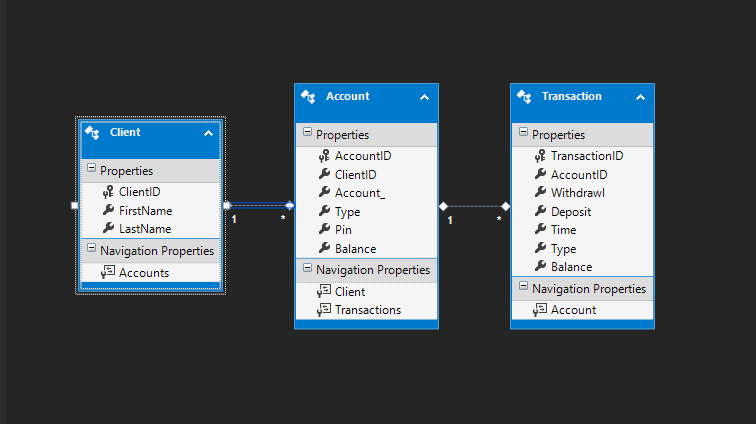 Client
Properties
ClientID
FirstName
LastName
Navigation Properties
Accounts
1
*
Account
Properties
AccountID
ClientID
Account_
Type
Pin
Balance
Navigation Properties
Client
Transactions
1
*
Transaction
Properties
TransactionID
AccountID
Withdrawl
Deposit
Time
Type
Balance
Navigation Properties
Account